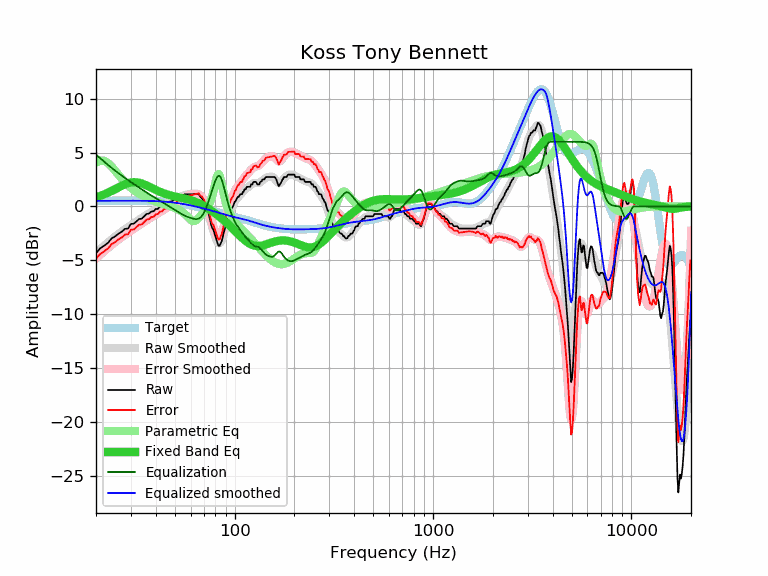 Koss Tony Bennett
Amplitude (dBr)
10
5
0
−5
−10
−15
−20
−25
Target
Raw Smoothed
Error Smoothed
Raw
Error
Parametric Eq
Fixed Band Eq
Equalization
Equalized smoothed
100 1000 10000
Frequency (Hz)